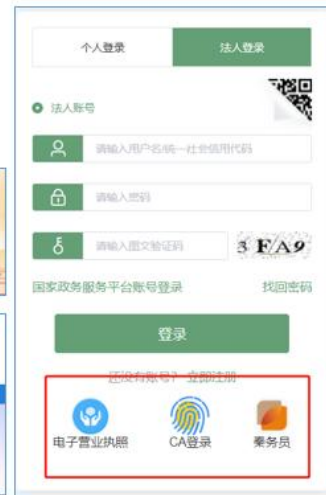 个人登录 法人登录
法人账号
请输入用户名/统一社会信用代码
请输入密码
请输入图文验证码 3 FA9
国家政务服务平台账号登录 找回密码
登录
还没有账号？ 立即注册
电子营业执照 CA登录 秦务员